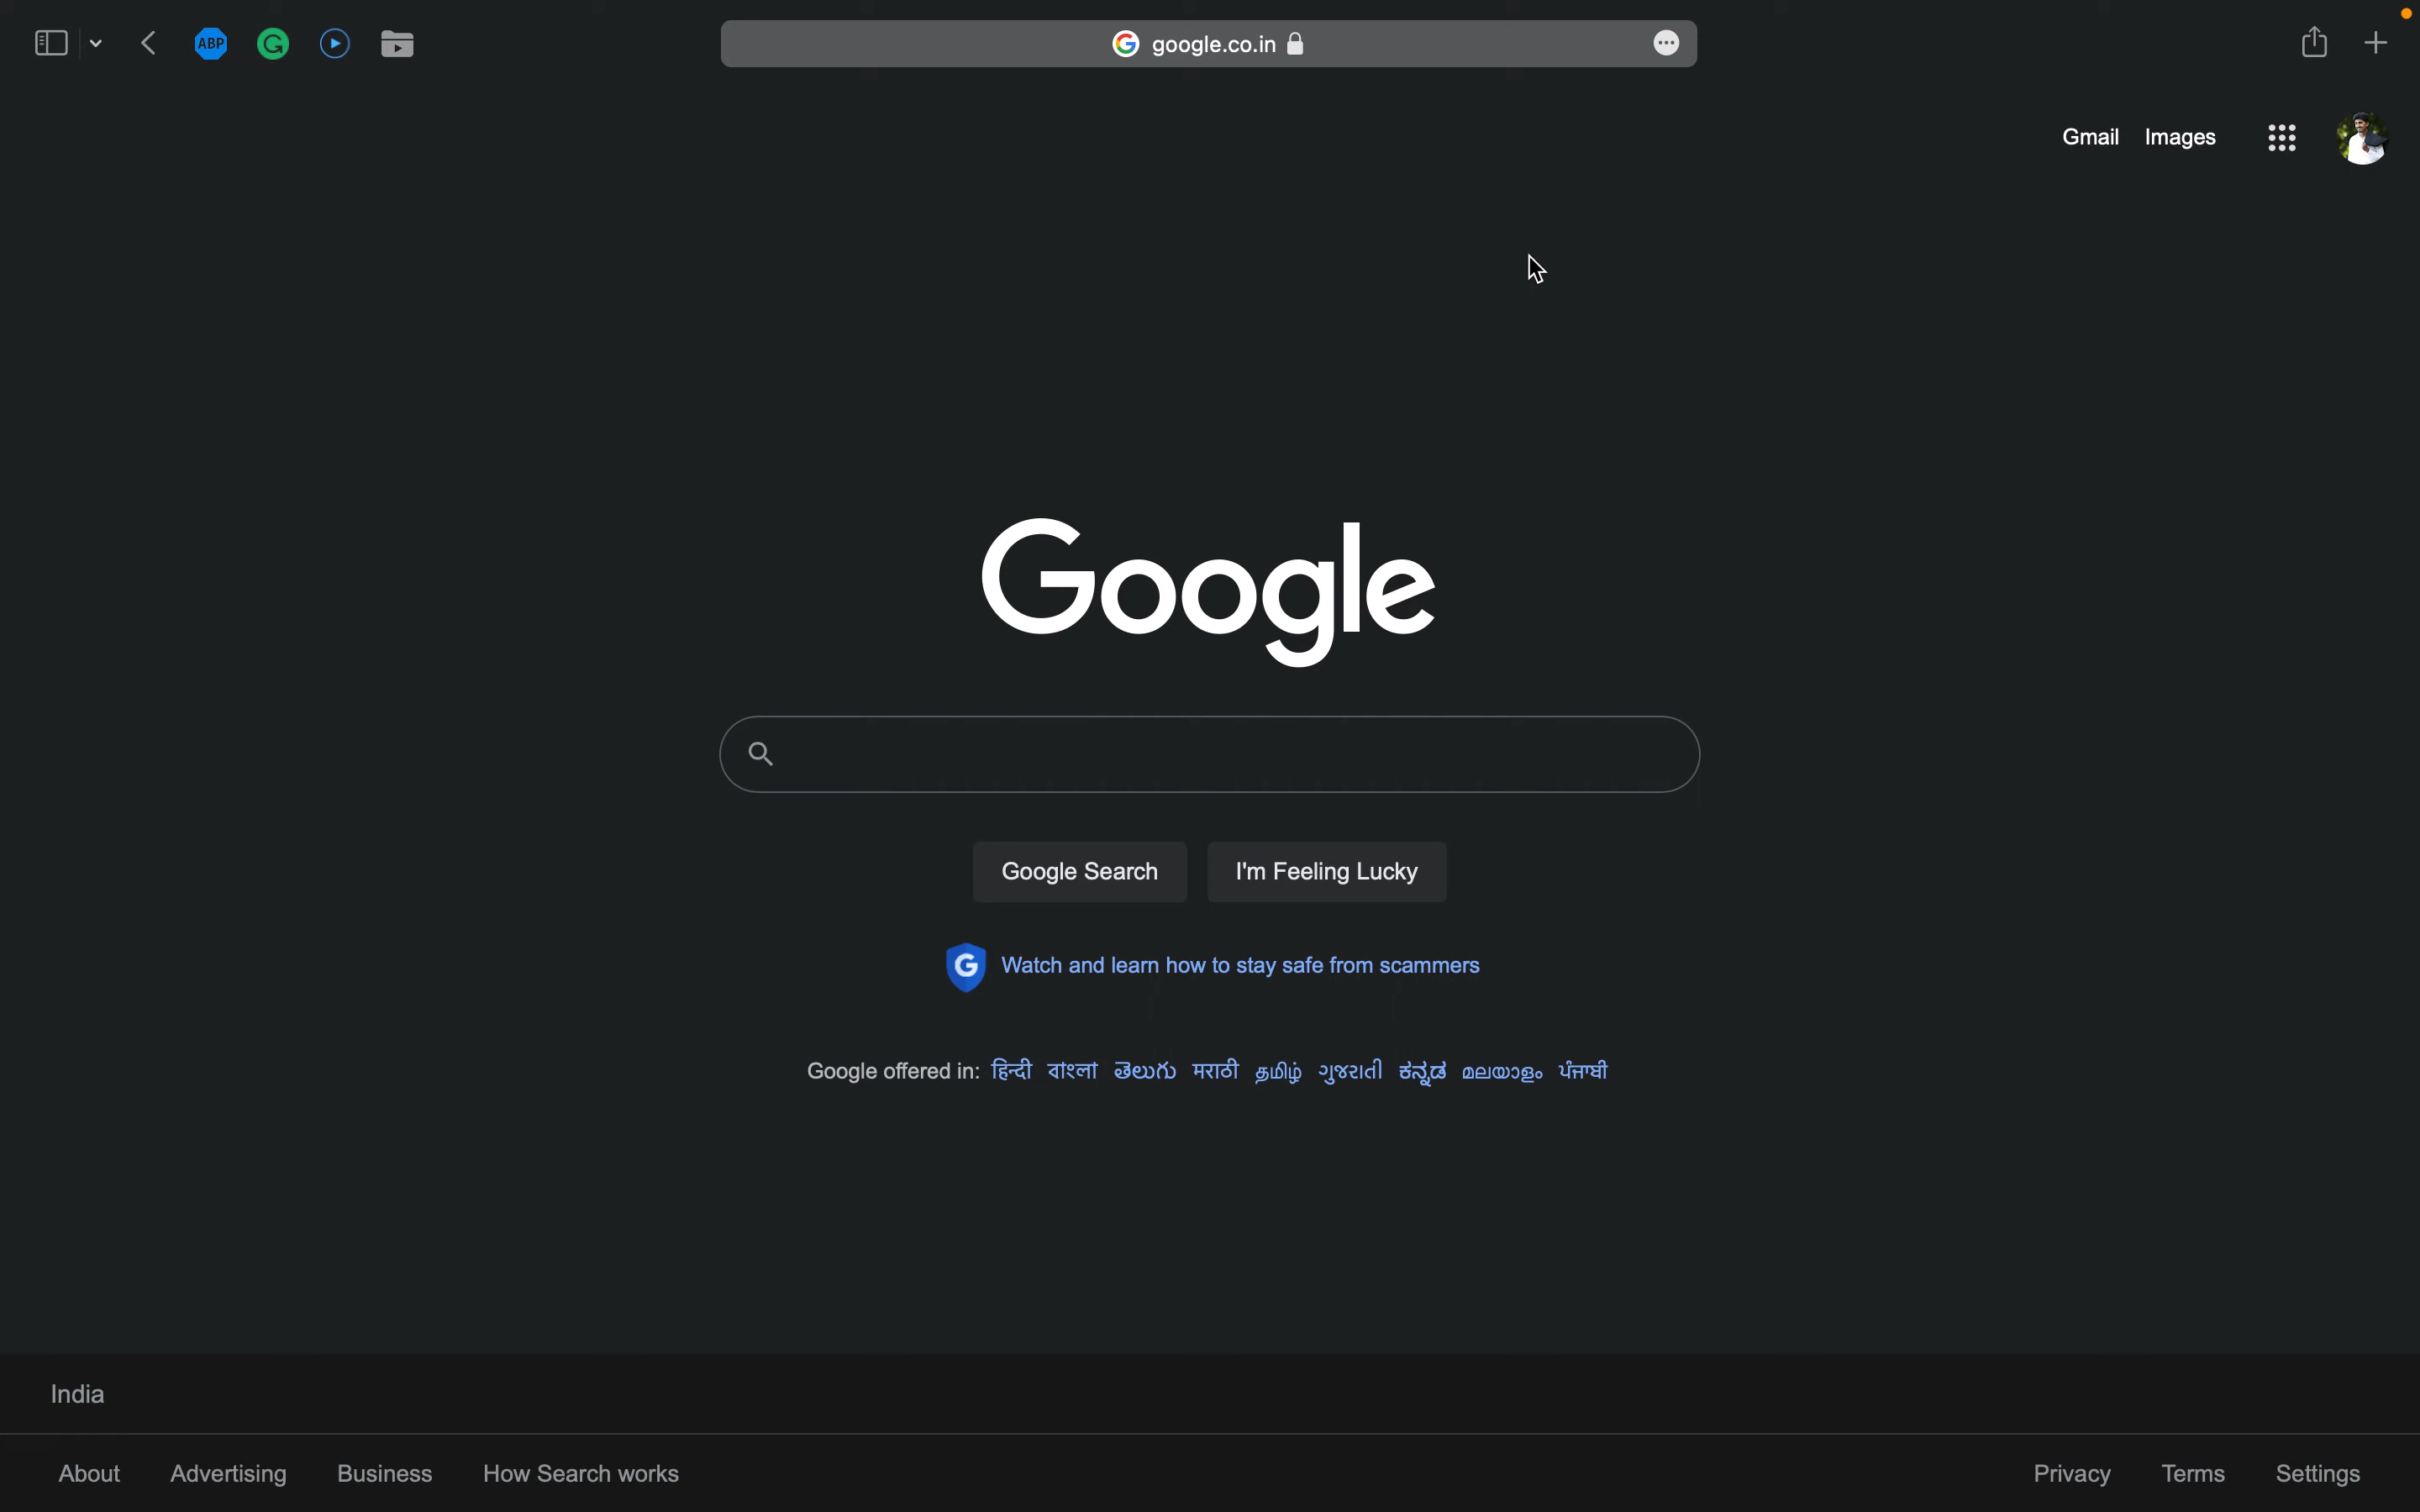 ABP
google.co.in
Gmail Images
Google
Google Search I'm Feeling Lucky
Watch and learn how to stay safe from scammers
Google offered in: हिन्दी বাংলা తెలుగు मराठी தமிழ் ગુજરાતી ಕನ್ನಡ മലയാളം ਪੰਜਾਬੀ
India
About Advertising Business How Search works Privacy Terms Settings